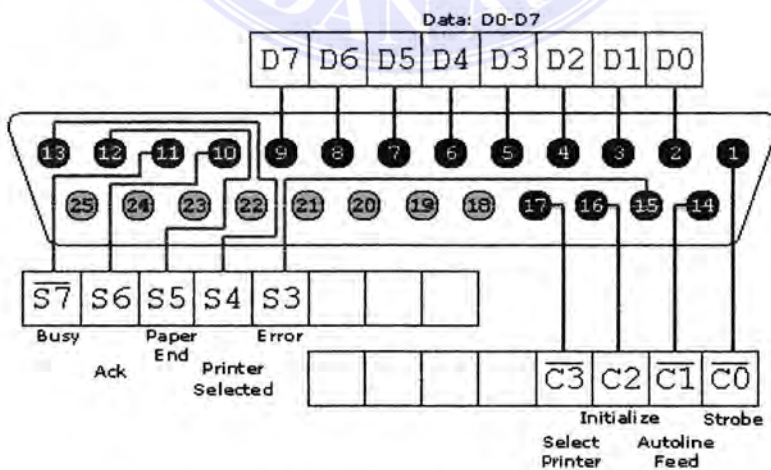 Data: D0-D7
D7 D6 D5 D4 D3 D2 D1 D0
13 12 11 10 9 8 7 6 5 4 3 2 1
25 24 23 22 21 20 19 18 17 16 15 14
S7 S6 S5 S4 S3
Busy
Ack
Paper
End
Printer
Selected
Error
C3 C2 C1 C0
Initialize
Strobe
Select
Printer
Autoline
Feed